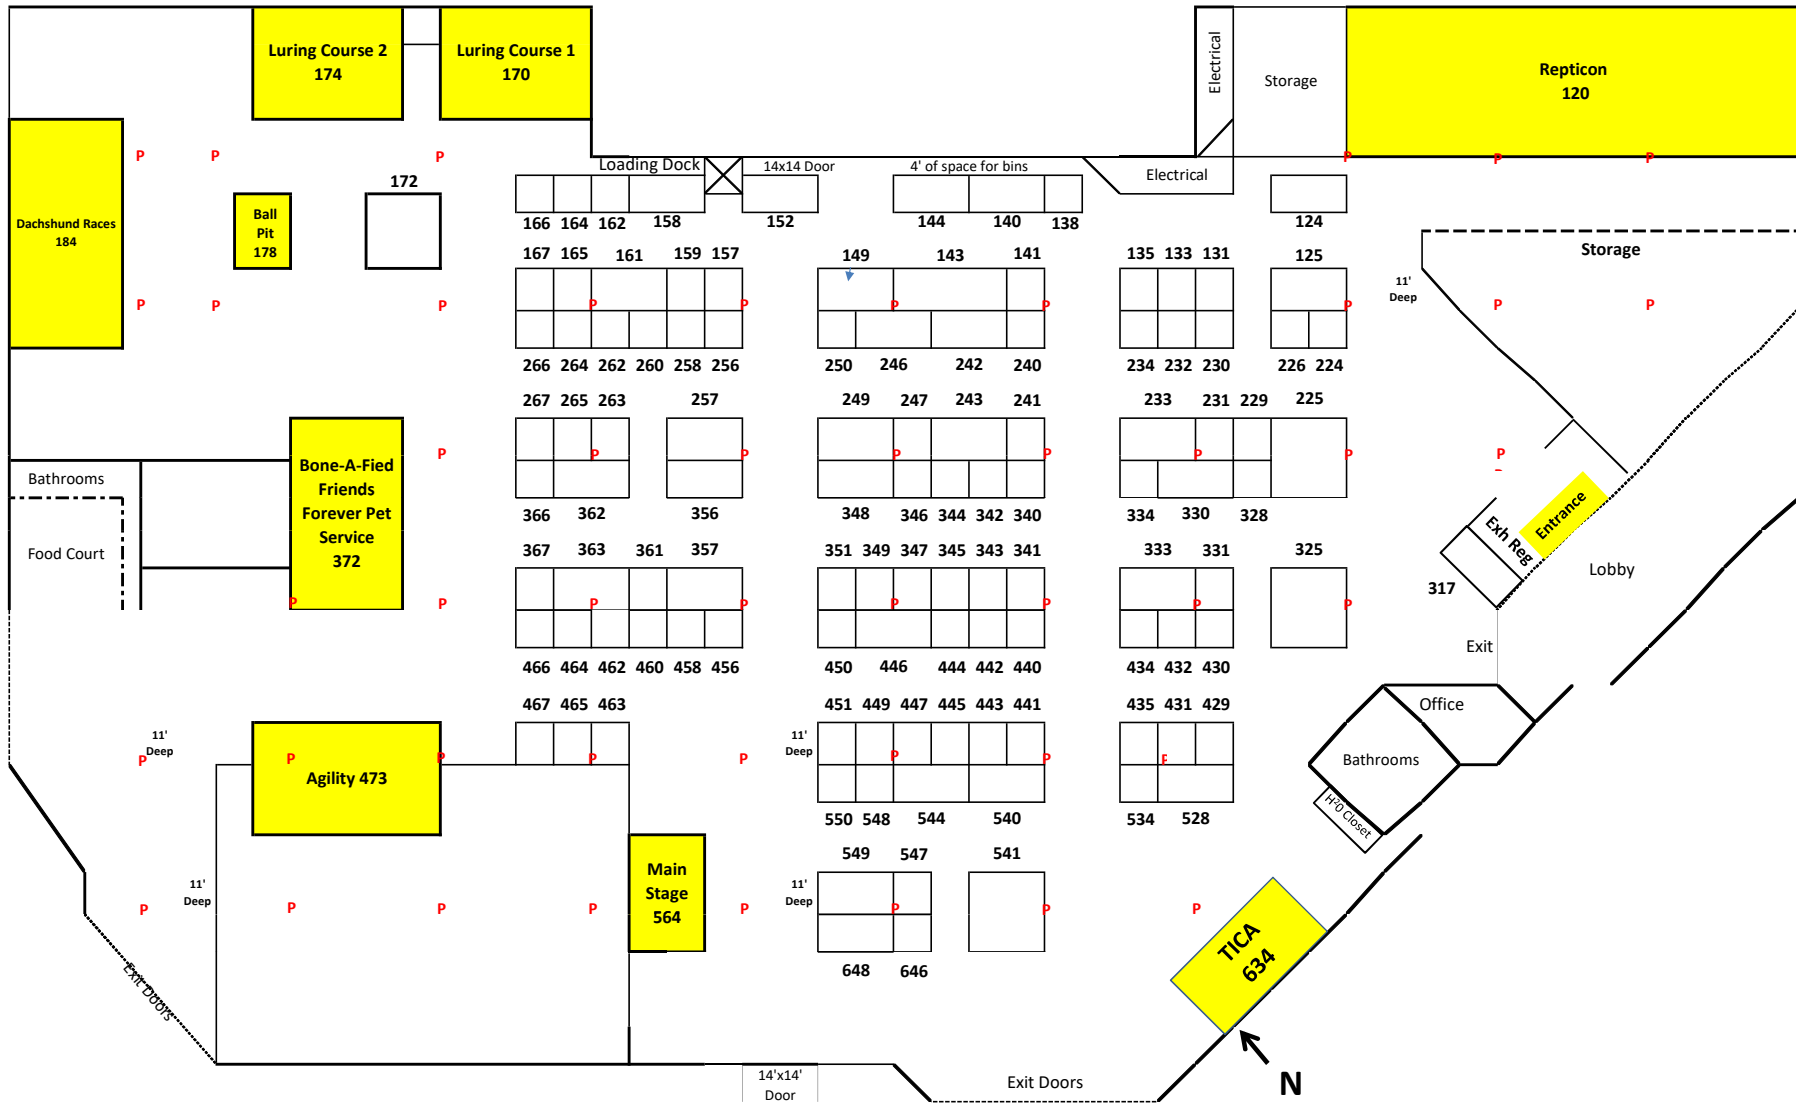 Luring Course 2
174
Luring Course 1
170
Electrical
Storage
Repticon
120
P P P P P P
Loading Dock
14x14 Door
4' of space for bins
Electrical
172
Dachshund Races
184
Ball
Pit
178
166 164 162 158 152 144 140 138 124
167 165 161 159 157 149 143 141 135 133 131 125
Storage
11'
Deep
P P P P P P P P P P
266 264 262 260 258 256 250 246 242 240 234 232 230 226 224
267 265 263 257 249 247 243 241 233 231 229 225
P P P P P P P
Bone-A-Fied
Friends
Forever Pet
Service
372
Bathrooms
Food Court
Entrance
Exh Reg
366 362 356 348 346 344 342 340 334 330 328
367 363 361 357 351 349 347 345 343 341 333 331 325
Lobby
317
P P P P P P P P
Exit
466 464 462 460 458 456 450 446 444 442 440 434 432 430
467 465 463 451 449 447 445 443 441 435 431 429
Office
11'
Deep
11'
Deep
P P P P P P P P
Agility 473
Bathrooms
H²0 Closet
550 548 544 540 534 528
549 547 541
Main
Stage
564
11'
Deep
11'
Deep
P P P P P P P P
TICA
634
648 646
Exit Doors
14'x14'
Door
Exit Doors
N